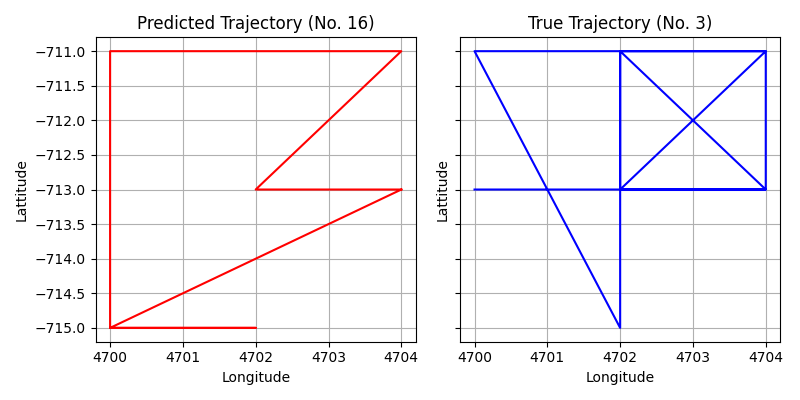 Predicted Trajectory (No. 16)
True Trajectory (No. 3)
Lattitude
−711.0
−711.5
−712.0
−712.5
−713.0
−713.5
−714.0
−714.5
−715.0
4700 4701 4702 4703 4704
Longitude
Lattitude
4700 4701 4702 4703 4704
Longitude